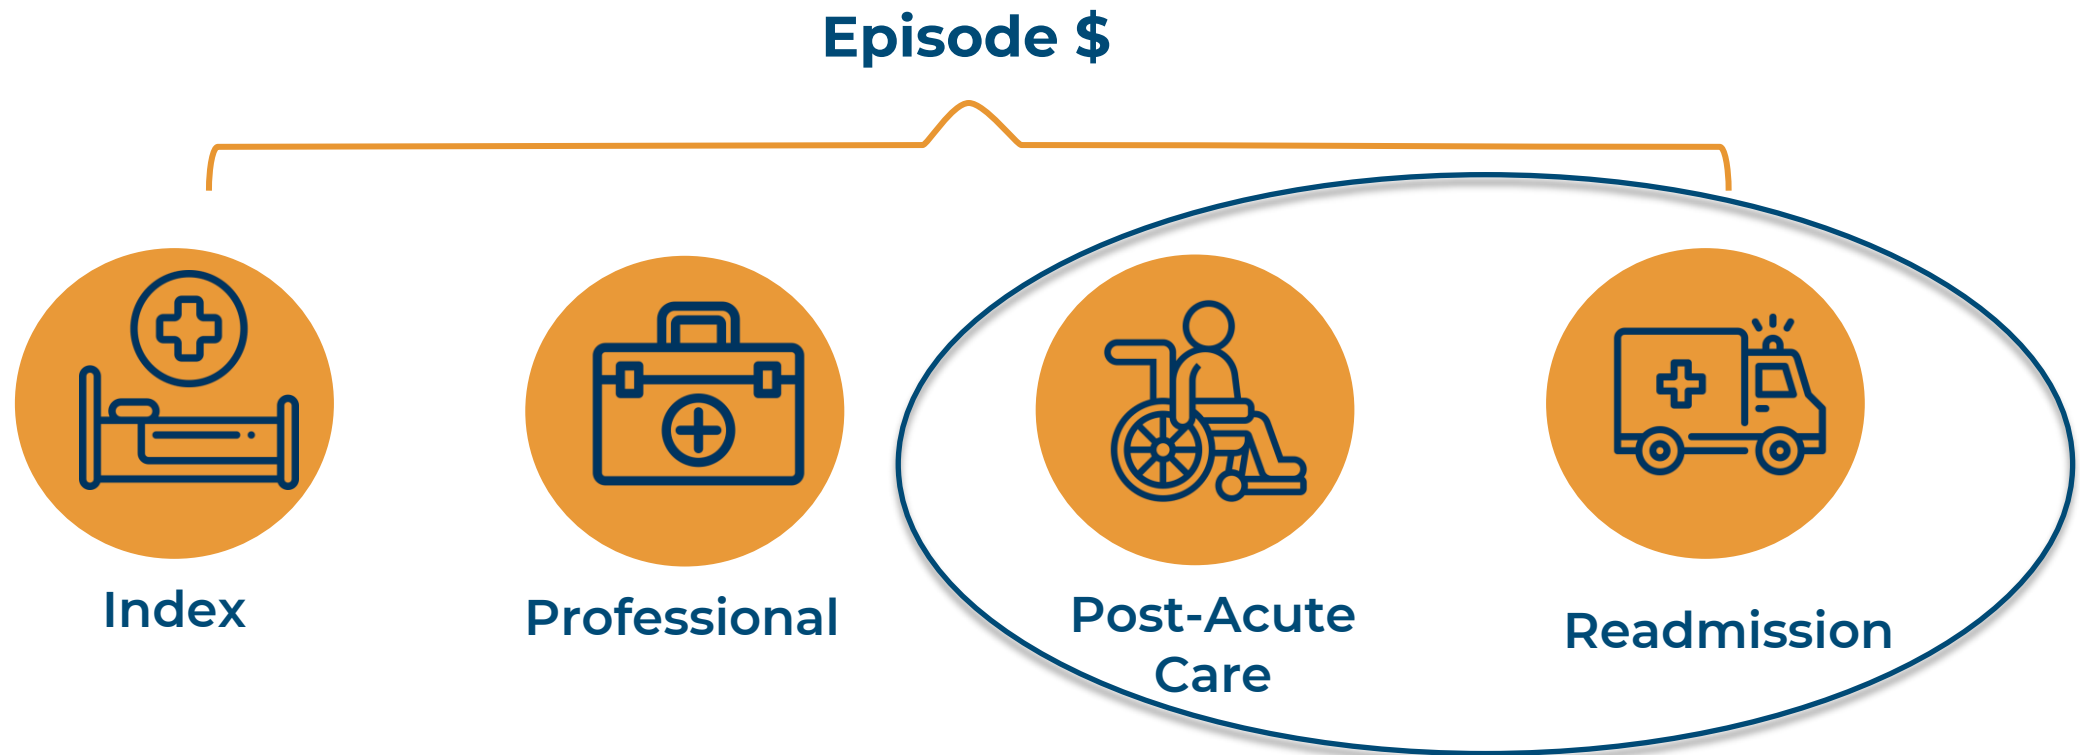 Episode $
Index
Professional
Post-Acute
Care
Readmission